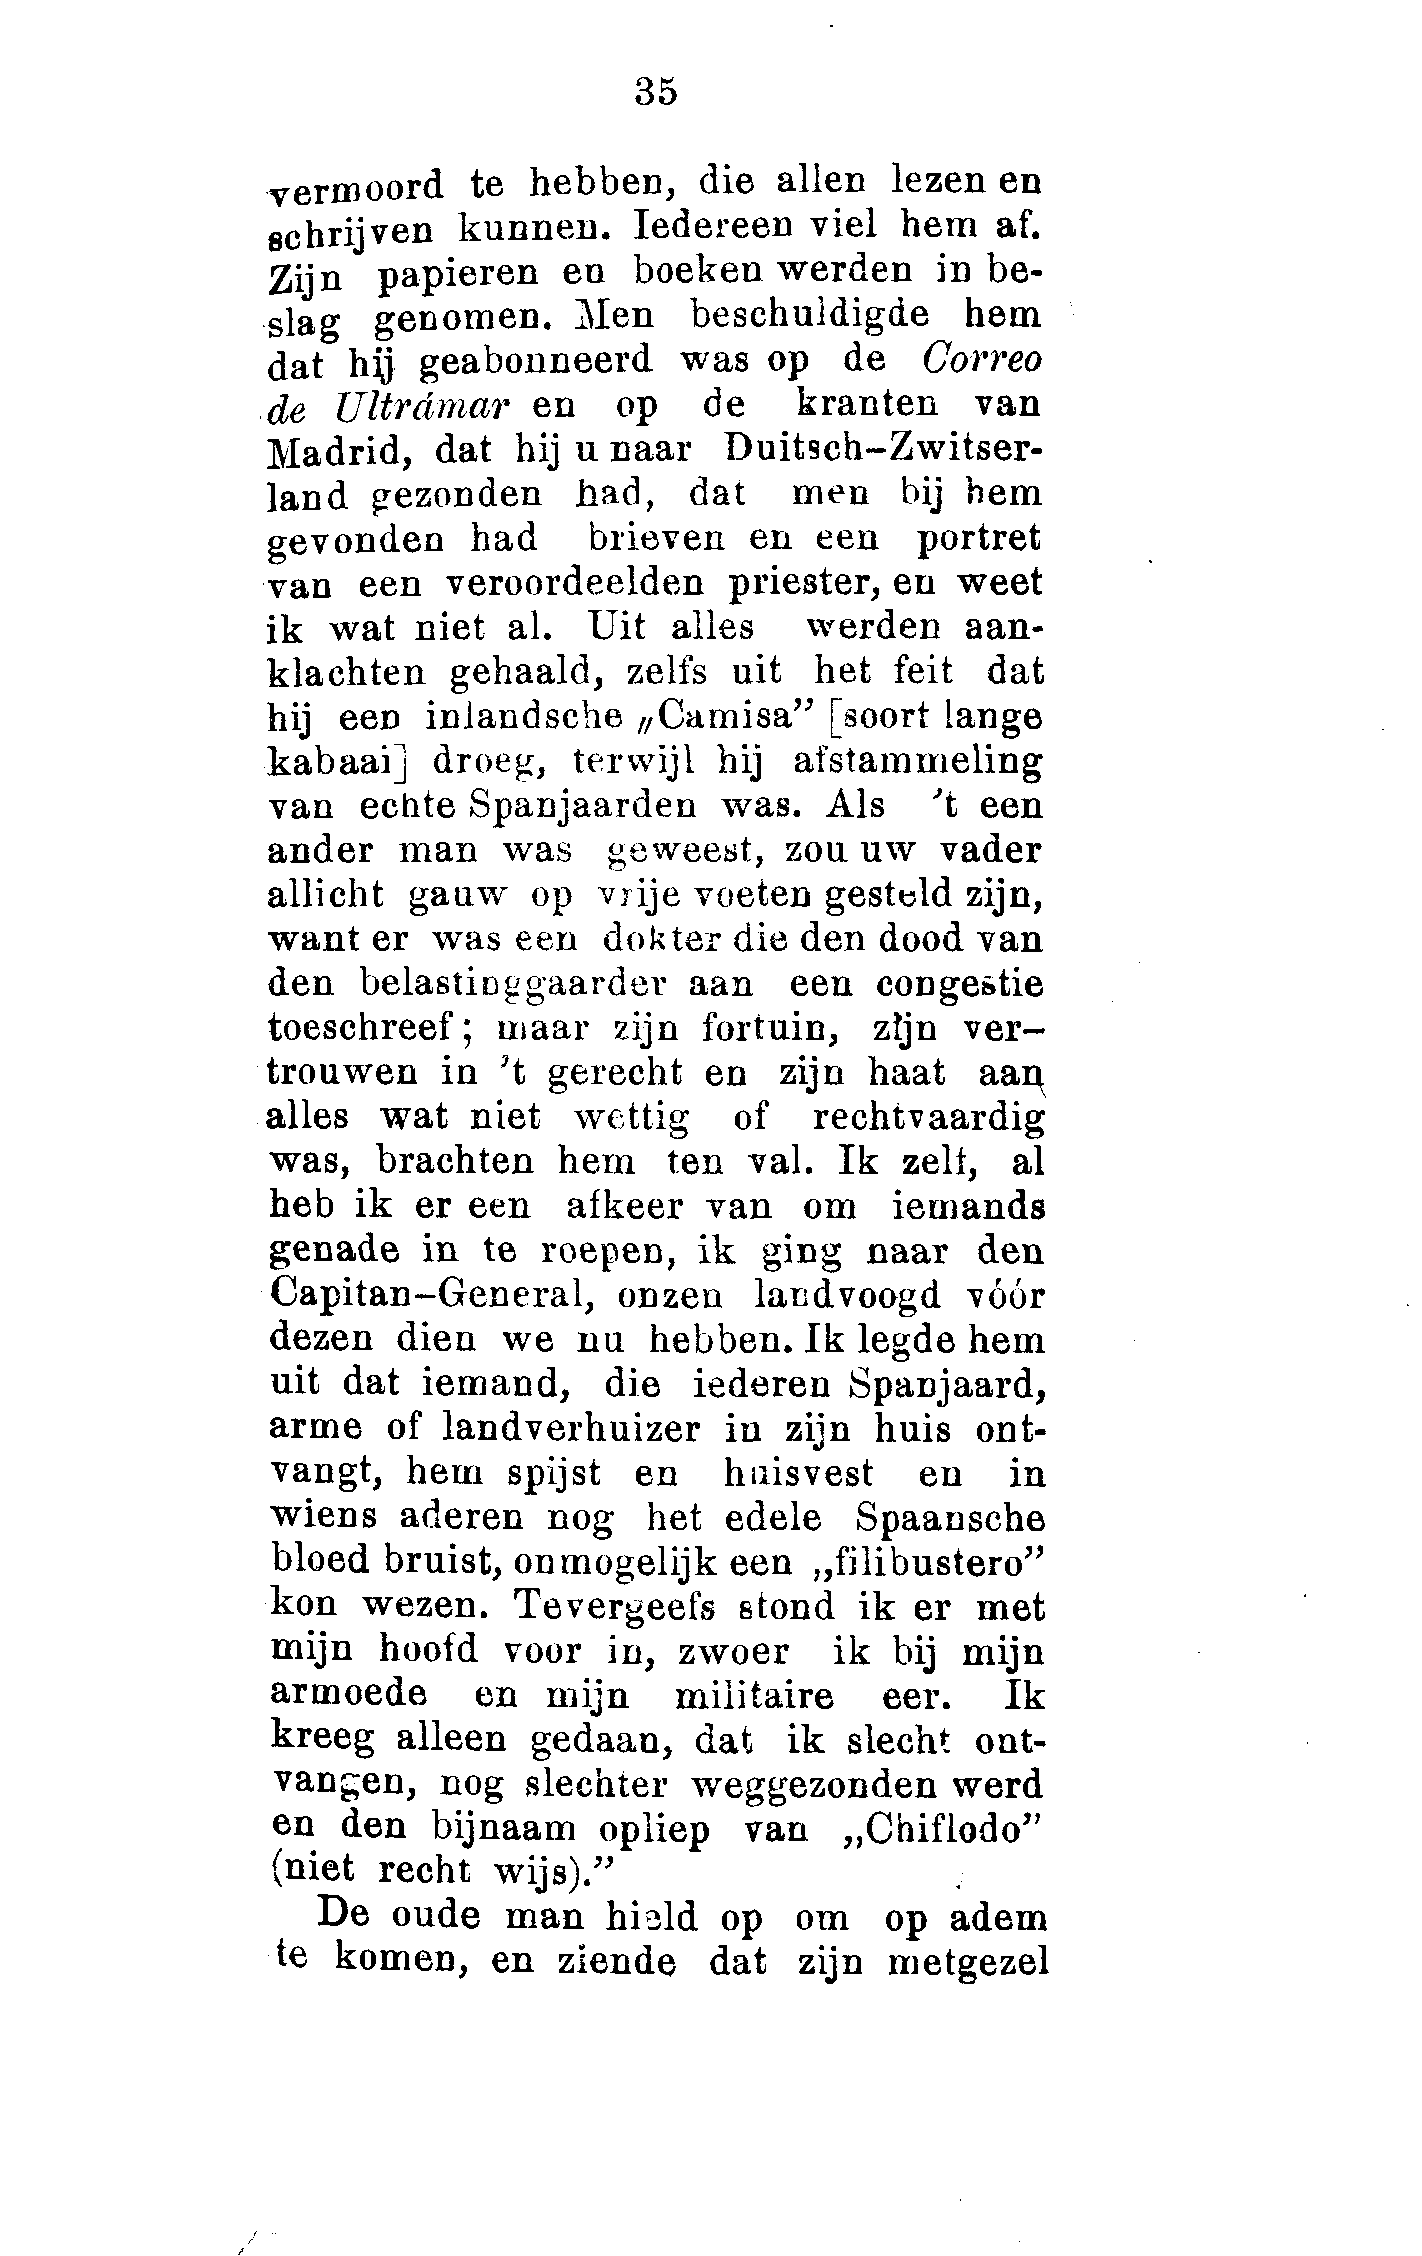 35
vermoord te hebben, die allen lezen en
schrijven kunnen. Iedereen viel hem af.
Zijn papieren en boeken werden in be-
slag genomen. Men beschuldigde hem
dat hij geabonneerd was op de Correo
de Ultrámar en op de kranten van
Madrid, dat hij u naar Duitsch-Zwitser-
land gezonden had, dat men bij hem
gevonden had brieven en een portret
van een veroordeelden priester, en weet
ik wat niet al. Uit alles werden aan-
klachten gehaald, zelfs uit het feit dat
hij een inlandsche „Camisa” [soort lange
kabaai] droeg, terwijl hij afstammeling
van echte Spanjaarden was. Als 't een
ander man was geweest, zou uw vader
allicht gauw op vrije voeten gesteld zijn,
want er was een dokter die den dood van
den belastinggaarder aan een congestie
toeschreef; maar zijn fortuin, zijn ver-
trouwen in 't gerecht en zijn haat aan
alles wat niet wettig of rechtvaardig
was, brachten hem ten val. Ik zelf, al
heb ik er een afkeer van om iemands
genade in te roepen, ik ging naar den
Capitan-General, onzen landvoogd vóór
dezen dien we nu hebben. Ik legde hem
uit dat iemand, die iederen Spanjaard,
arme of landverhuizer in zijn huis ont-
vangt, hem spijst en huisvest en in
wiens aderen nog het edele Spaansche
bloed bruist, onmogelijk een „filibustero”
kon wezen. Tevergeefs stond ik er met
mijn hoofd voor in, zwoer ik bij mijn
armoede en mijn militaire eer. Ik
kreeg alleen gedaan, dat ik slecht ont-
vangen, nog slechter weggezonden werd
en den bijnaam opliep van „Chiflodo”
(niet recht wijs).”
De oude man hield op om op adem
te komen, en ziende dat zijn metgezel